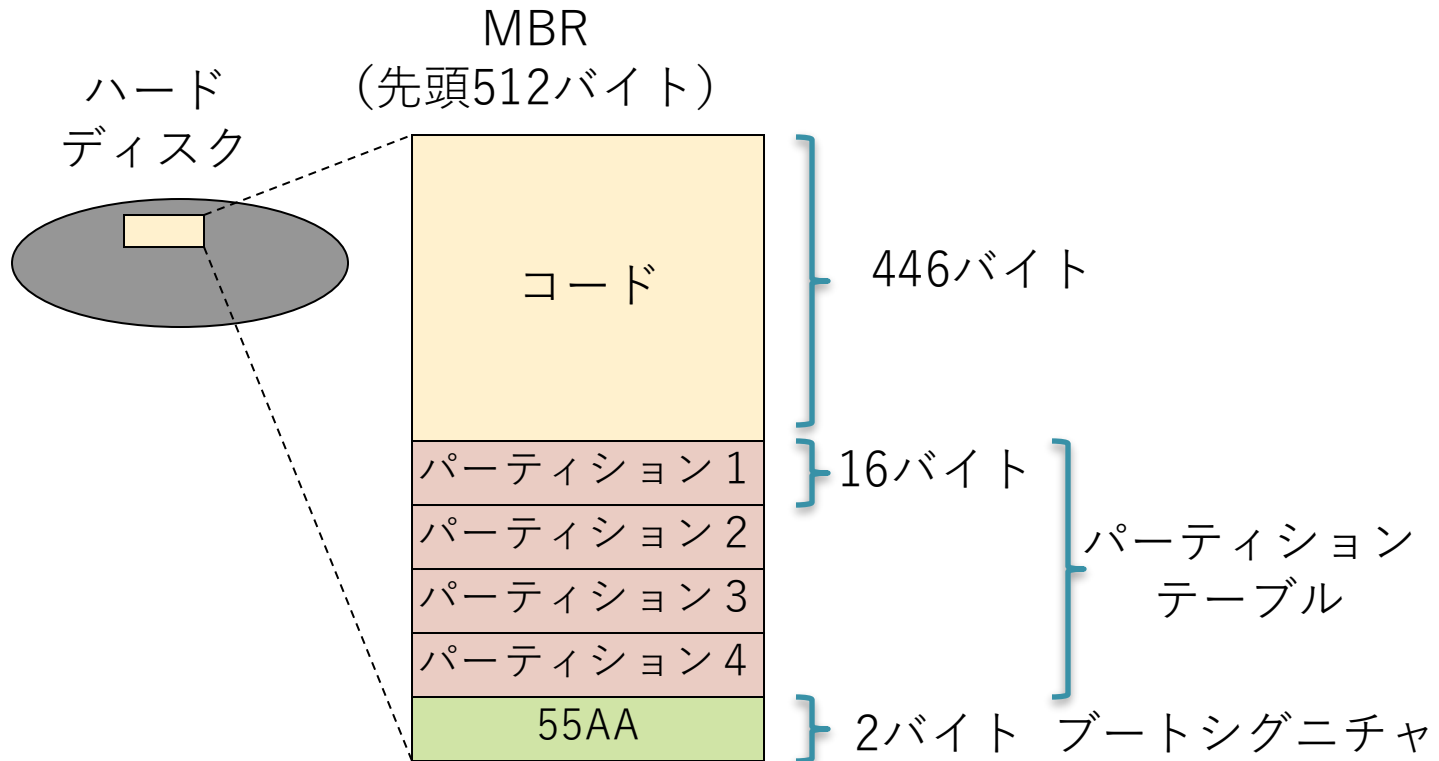 MBR
（先頭512バイト）
ハード
ディスク
コード
446バイト
パーティション1
16バイト
パーティション2
パーティション3
パーティション4
パーティション
テーブル
55AA
2バイト
ブートシグニチャ